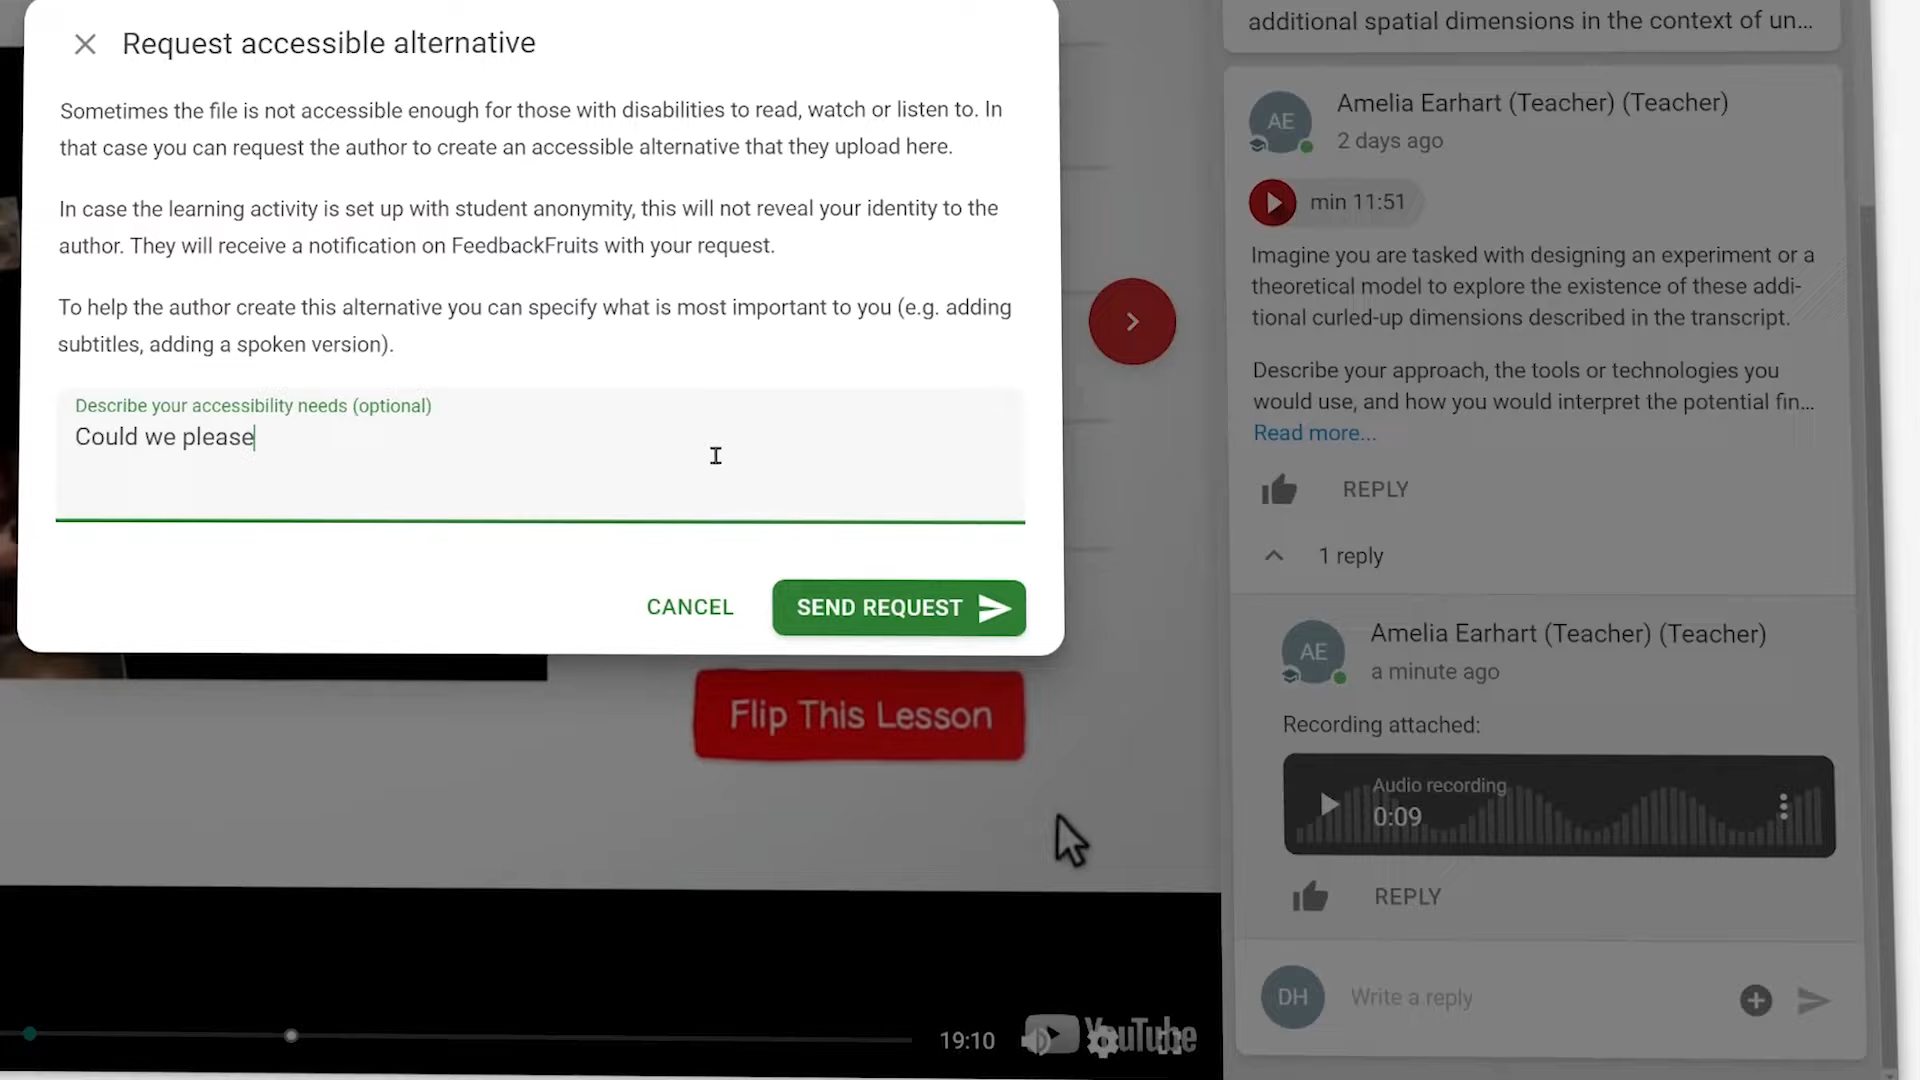 Request accessible alternative
Sometimes the file is not accessible enough for those with disabilities to read, watch or listen to. In
that case you can request the author to create an accessible alternative that they upload here.
In case the learning activity is set up with student anonymity, this will not reveal your identity to the
author. They will receive a notification on FeedbackFruits with your request.
To help the author create this alternative you can specify what is most important to you (e.g. adding
subtitles, adding a spoken version).
Describe your accessibility needs (optional)
Could we please
CANCEL
SEND REQUEST
Flip This Lesson
19:10
YouTube
additional spatial dimensions in the context of un...
AE
Amelia Earhart (Teacher) (Teacher)
2 days ago
min 11:51
Imagine you are tasked with designing an experiment or a
theoretical model to explore the existence of these addi-
tional curled-up dimensions described in the transcript.
Describe your approach, the tools or technologies you
would use, and how you would interpret the potential fin...
Read more...
REPLY
1 reply
AE
Amelia Earhart (Teacher) (Teacher)
a minute ago
Recording attached:
Audio recording
0:09
REPLY
DH
Write a reply